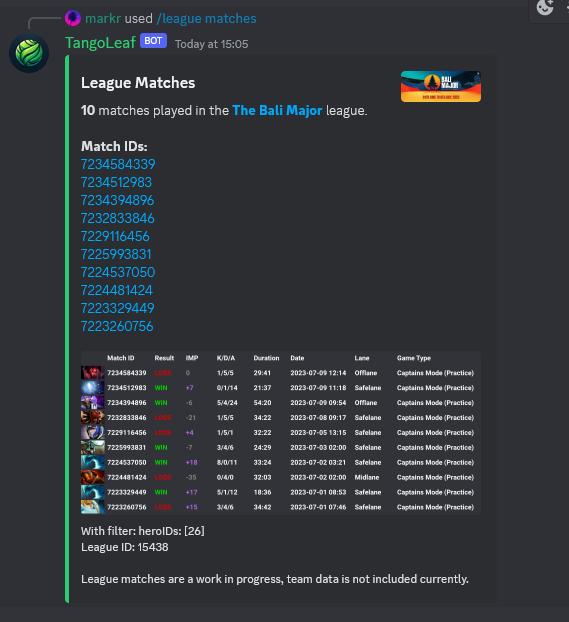 markr used /league matches
TangoLeaf BOT Today at 15:05
League Matches
BALI MAJOR
10 matches played in the The Bali Major league.
Match IDs:
7234584339
7234512983
7234394896
7232833846
7229116456
7225993831
7224537050
7224481424
7223329449
7223260756
Match ID Result IMP K/D/A Duration Date Lane Game Type
7234584339 LOSS 0 1/5/5 29:41 2023-07-09 12:14 Offlane Captains Mode (Practice)
7234512983 WIN +7 0/1/14 21:37 2023-07-09 11:18 Safelane Captains Mode (Practice)
7234394896 WIN -6 5/4/24 54:20 2023-07-09 09:54 Offlane Captains Mode (Practice)
7232833846 LOSS -21 1/5/5 34:22 2023-07-08 09:17 Safelane Captains Mode (Practice)
7229116456 LOSS +4 1/5/1 32:22 2023-07-05 13:15 Safelane Captains Mode (Practice)
7225993831 WIN -7 3/4/6 24:29 2023-07-03 02:00 Safelane Captains Mode (Practice)
7224537050 WIN +18 8/0/11 33:24 2023-07-02 03:21 Safelane Captains Mode (Practice)
7224481424 LOSS -35 0/4/0 32:03 2023-07-02 02:00 Midlane Captains Mode (Practice)
7223329449 WIN +17 5/1/12 18:36 2023-07-01 08:53 Safelane Captains Mode (Practice)
7223260756 LOSS +15 3/4/6 34:42 2023-07-01 07:46 Safelane Captains Mode (Practice)
With filter: heroIDs: [26]
League ID: 15438
League matches are a work in progress, team data is not included currently.